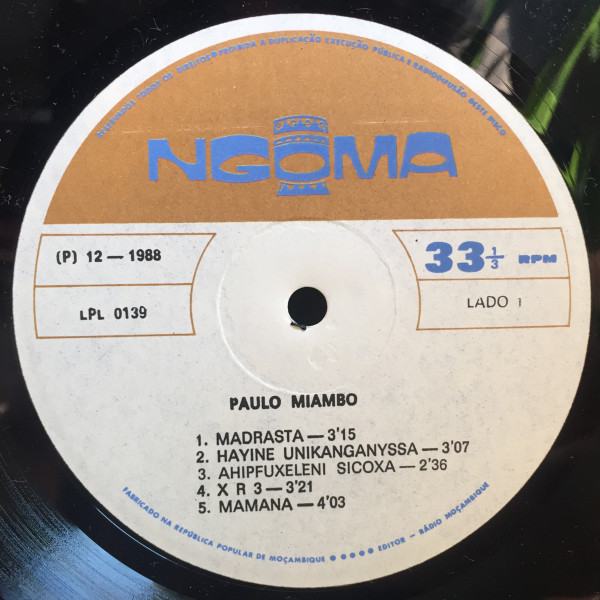 RESERVADOS TODOS OS DIREITOS PROIBIDA A DUPLICAÇÃO EXECUÇÃO PÚBLICA E RADIODIFUSÃO DESTE DISCO
NGOMA
(P) 12 — 1988
LPL 0139
33 1/3 RPM
LADO 1
PAULO MIAMBO
1. MADRASTA — 3'15
2. HAYINE UNIKANGANYSSA — 3'07
3. AHIPFUXELENI SICOXA — 2'36
4. X R 3 — 3'21
5. MAMANA — 4'03
FABRICADO NA REPÚBLICA POPULAR DE MOÇAMBIQUE ● ● ● ● ● EDITOR — RÁDIO MOÇAMBIQUE